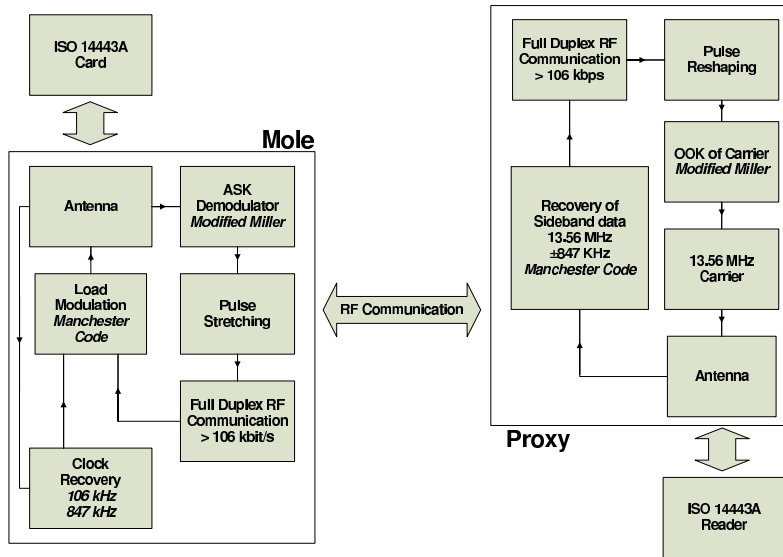 ISO 14443A
Card
Mole
Antenna
ASK
Demodulator
Modified Miller
Load
Modulation
Manchester
Code
Pulse
Stretching
Full Duplex RF
Communication
> 106 kbit/s
Clock
Recovery
106 kHz
847 kHz
RF Communication
Full Duplex RF
Communication
> 106 kbps
Pulse
Reshaping
OOK of Carrier
Modified Miller
Recovery of
Sideband data
13.56 MHz
±847 KHz
Manchester Code
13.56 MHz
Carrier
Antenna
Proxy
ISO 14443A
Reader